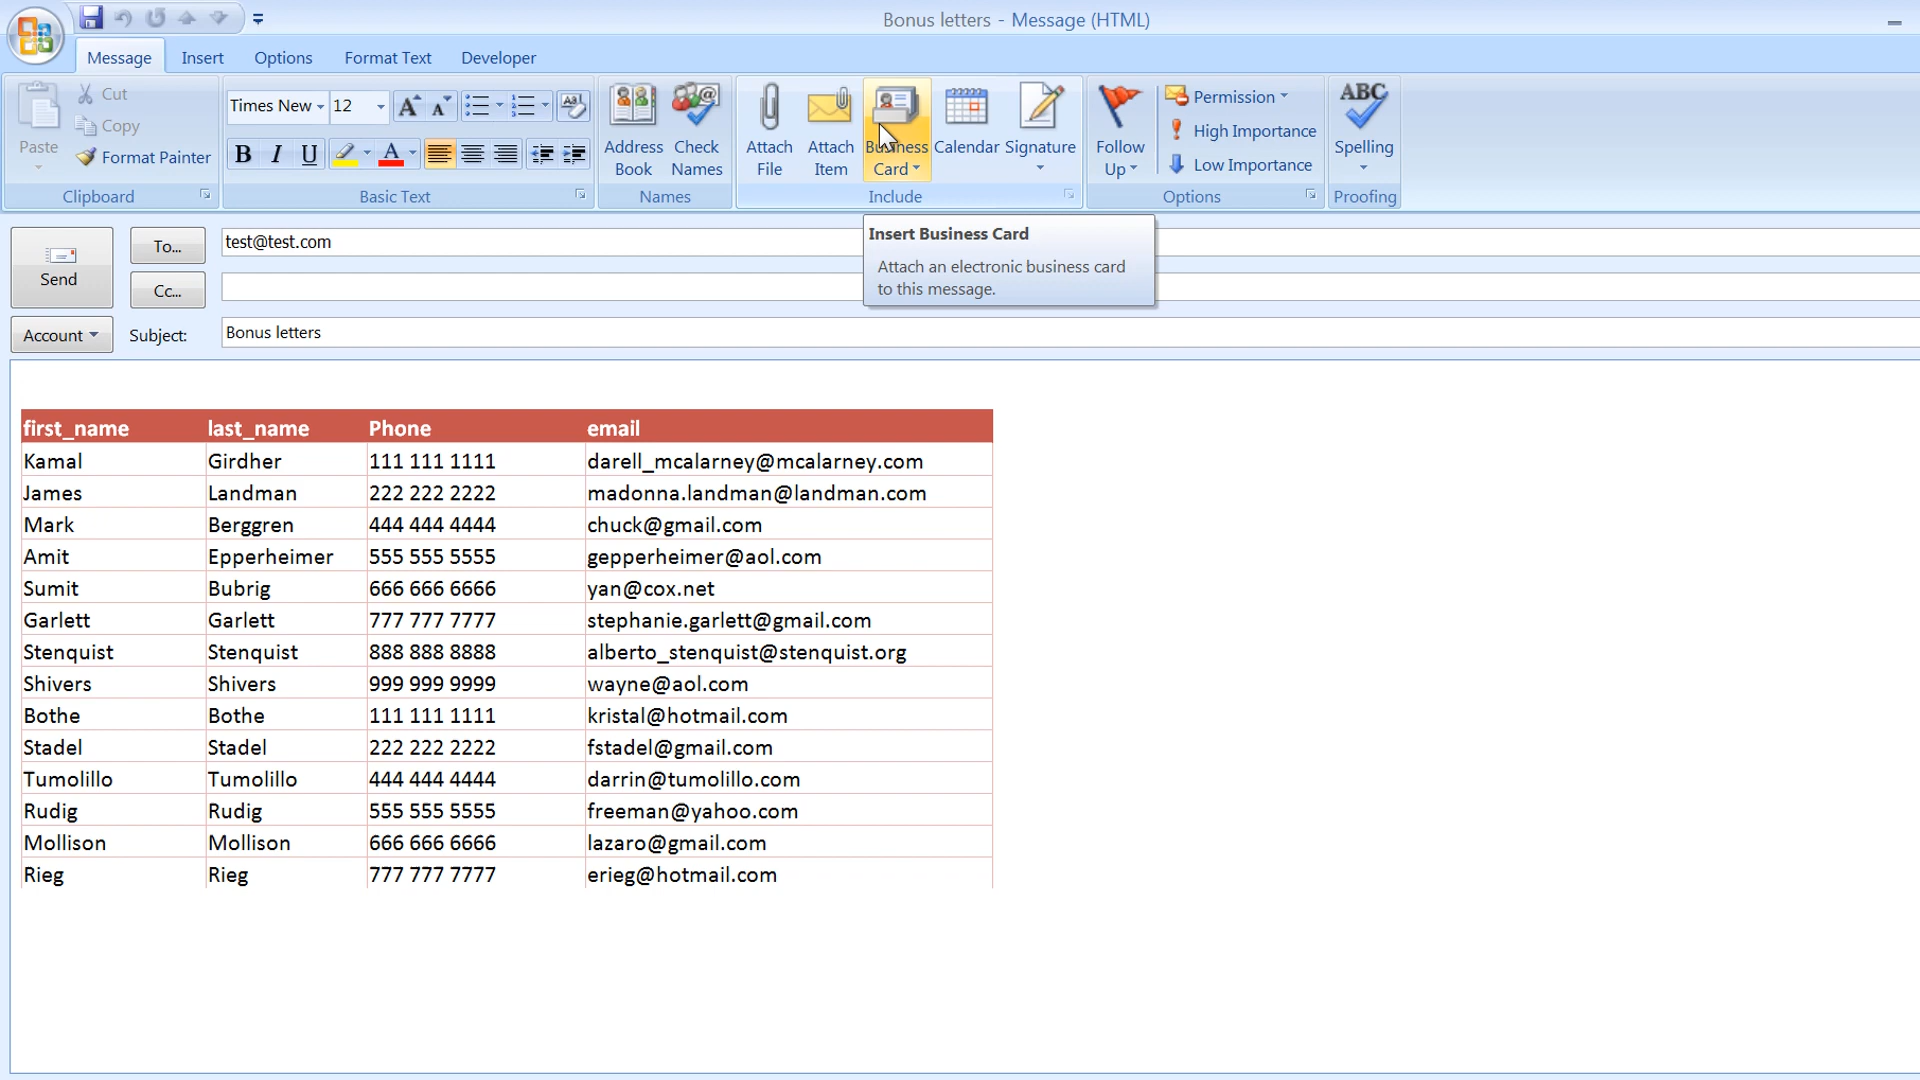 Bonus letters - Message (HTML)
Message Insert Options Format Text Developer
Paste Cut Copy Format Painter
Clipboard
Times New 12
B I U A
Basic Text
Address Book Check Names
Names
Attach File Attach Item Business Card Calendar Signature
Include
Follow Up Permission High Importance Low Importance
Options
ABC Spelling
Proofing
Insert Business Card
Attach an electronic business card
to this message.
Send To... test@test.com
Cc...
Account Subject: Bonus letters
first_name last_name Phone email
Kamal Girdher 111 111 1111 darell_mcalarney@mcalarney.com
James Landman 222 222 2222 madonna.landman@landman.com
Mark Berggren 444 444 4444 chuck@gmail.com
Amit Epperheimer 555 555 5555 gepperheimer@aol.com
Sumit Bubrig 666 666 6666 yan@cox.net
Garlett Garlett 777 777 7777 stephanie.garlett@gmail.com
Stenquist Stenquist 888 888 8888 alberto_stenquist@stenquist.org
Shivers Shivers 999 999 9999 wayne@aol.com
Bothe Bothe 111 111 1111 kristal@hotmail.com
Stadel Stadel 222 222 2222 fstadel@gmail.com
Tumolillo Tumolillo 444 444 4444 darrin@tumolillo.com
Rudig Rudig 555 555 5555 freeman@yahoo.com
Mollison Mollison 666 666 6666 lazaro@gmail.com
Rieg Rieg 777 777 7777 erieg@hotmail.com